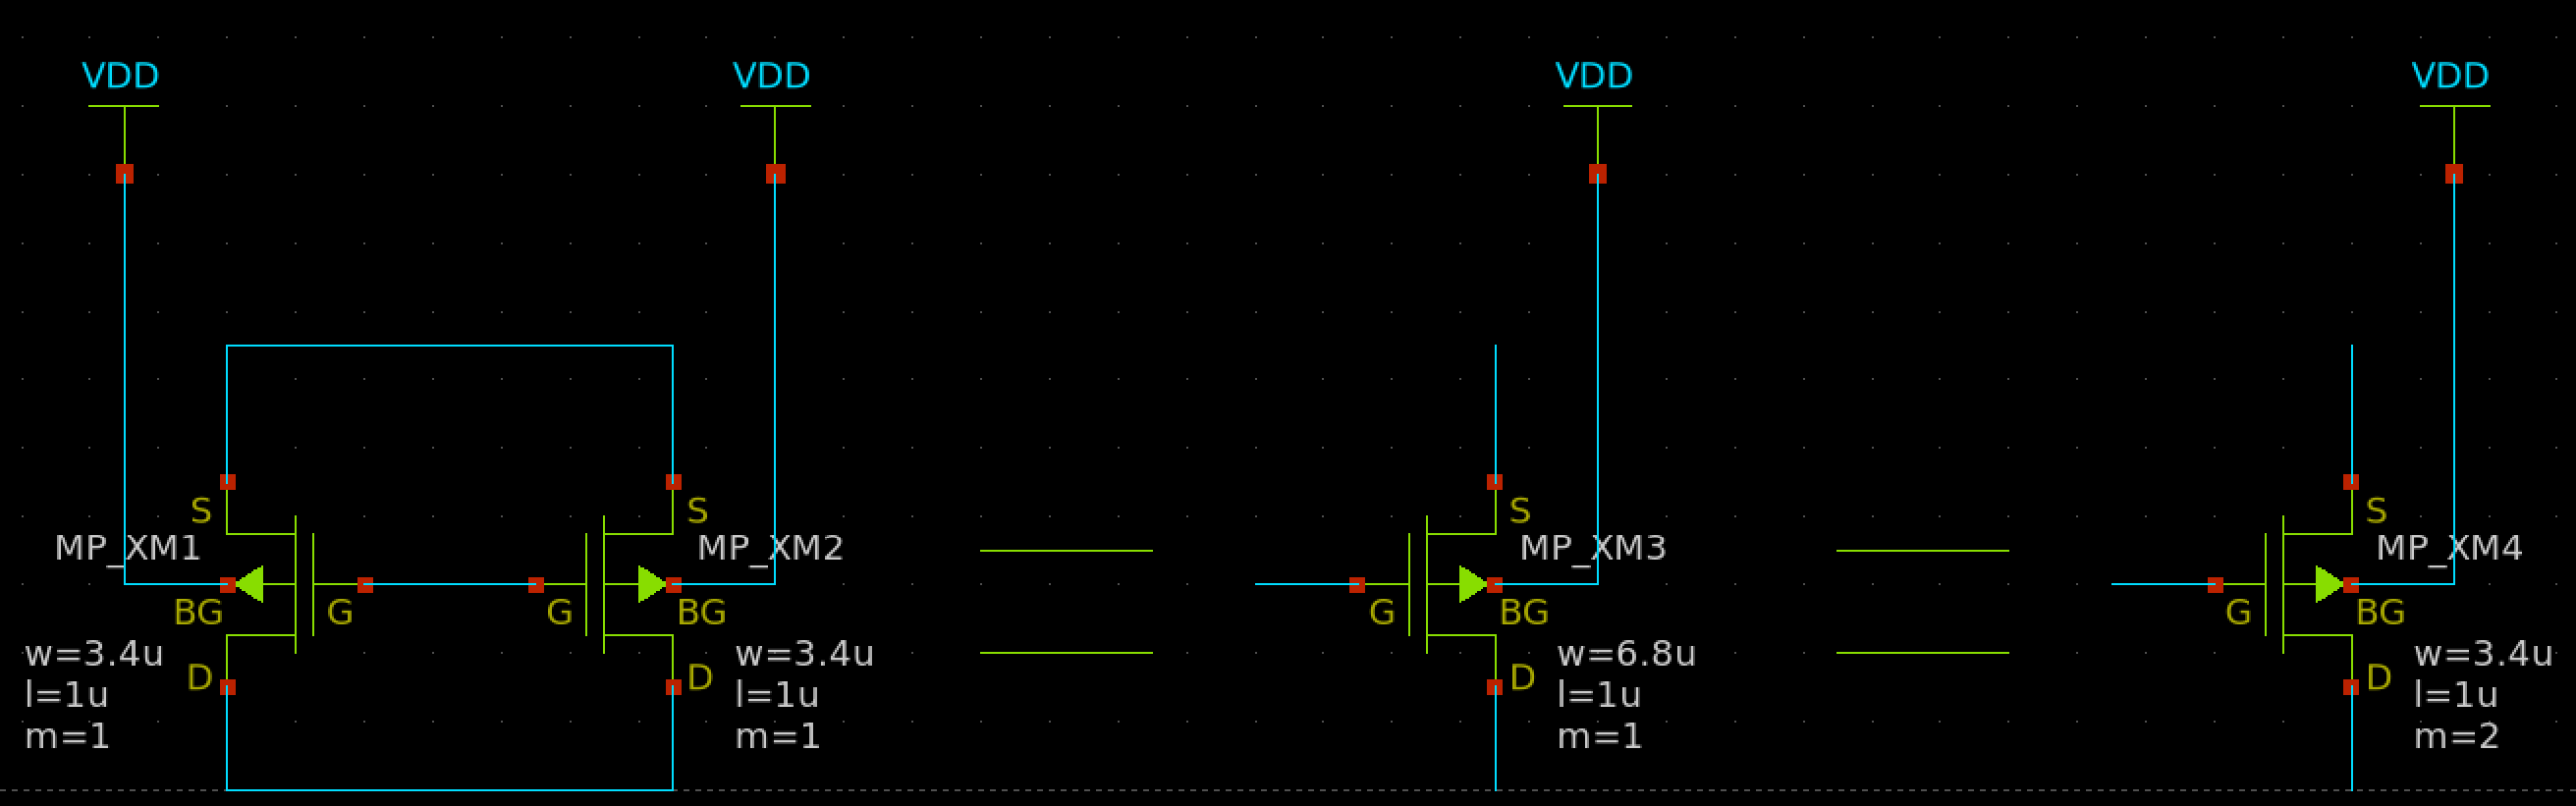 VDD
VDD
VDD
VDD
S
S
S
S
MP_XM1
MP_XM2
MP_XM3
MP_XM4
BG
G
G
BG
G
BG
G
BG
w=3.4u
l=1u
m=1
D
D
w=3.4u
l=1u
m=1
D
w=6.8u
l=1u
m=1
D
w=3.4u
l=1u
m=2